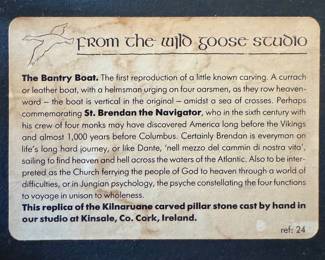 from the wild goose studio
The Bantry Boat. The first reproduction of a little known carving. A currach
or leather boat, with a helmsman urging on four oarsmen, as they row heaven-
ward – the boat is vertical in the original – amidst a sea of crosses. Perhaps
commemorating St. Brendan the Navigator, who in the sixth century with
his crew of four monks may have discovered America long before the Vikings
and almost 1,000 years before Columbus. Certainly Brendan is everyman on
life's long hard journey, or like Dante, 'nell mezzo del cammin di nostra vita',
sailing to find heaven and hell across the waters of the Atlantic. Also to be inter-
preted as the Church ferrying the people of God to heaven through a world of
difficulties, or in Jungian psychology, the psyche constellating the four functions
to voyage in unison to wholeness.
This replica of the Kilnaruane carved pillar stone cast by hand in
our studio at Kinsale, Co. Cork, Ireland.
ref: 24